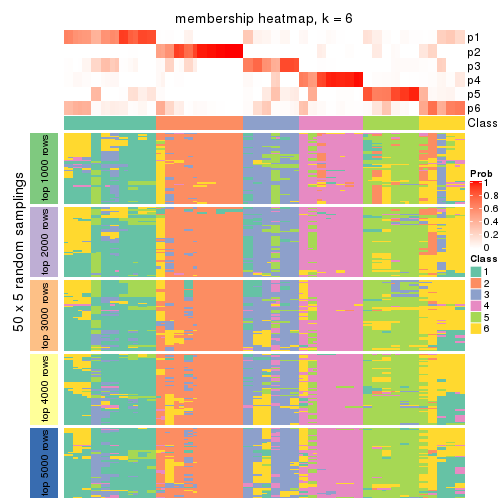 membership heatmap, k = 6
p1
p2
p3
p4
p5
p6
Class
50 x 5 random samplings
top 1000 rows
top 2000 rows
top 3000 rows
top 4000 rows
top 5000 rows
Prob
1
0.8
0.6
0.4
0.2
0
Class
1
2
3
4
5
6